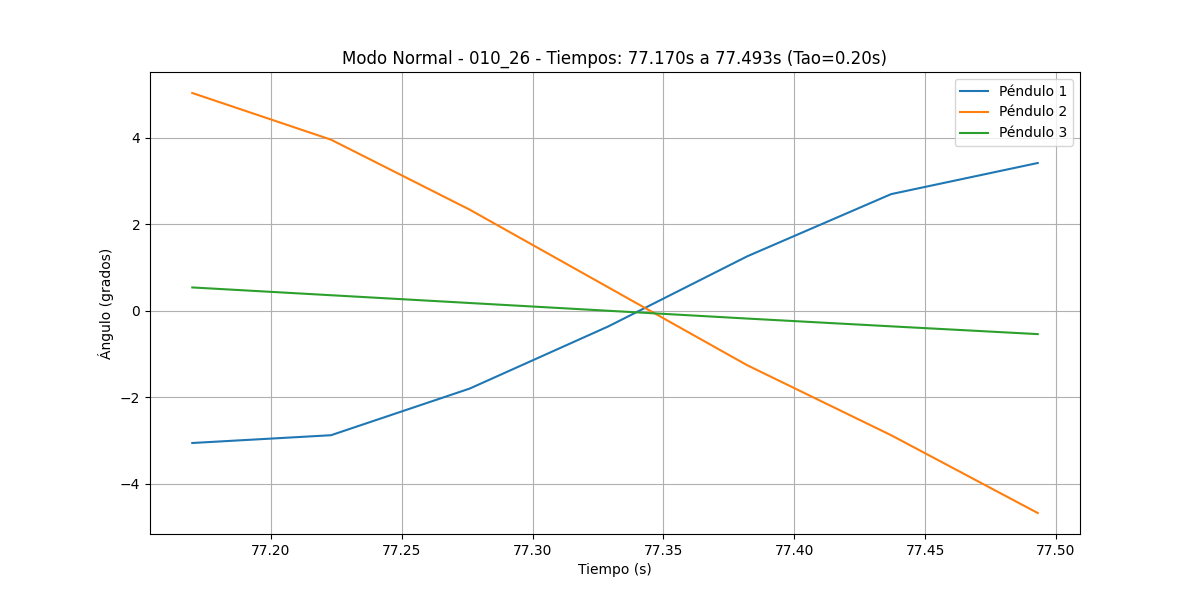 Modo Normal - 010_26 - Tiempos: 77.170s a 77.493s (Tao=0.20s)
Péndulo 1
Péndulo 2
Péndulo 3
Ángulo (grados)
4
2
0
−2
−4
77.20 77.25 77.30 77.35 77.40 77.45 77.50
Tiempo (s)